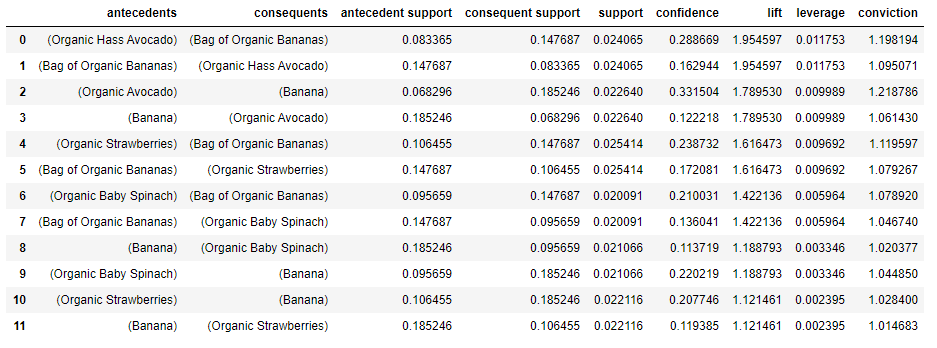 antecedents consequents antecedent support consequent support support confidence lift leverage conviction
0 (Organic Hass Avocado) (Bag of Organic Bananas) 0.083365 0.147687 0.024065 0.288669 1.954597 0.011753 1.198194
1 (Bag of Organic Bananas) (Organic Hass Avocado) 0.147687 0.083365 0.024065 0.162944 1.954597 0.011753 1.095071
2 (Organic Avocado) (Banana) 0.068296 0.185246 0.022640 0.331504 1.789530 0.009989 1.218786
3 (Banana) (Organic Avocado) 0.185246 0.068296 0.022640 0.122218 1.789530 0.009989 1.061430
4 (Organic Strawberries) (Bag of Organic Bananas) 0.106455 0.147687 0.025414 0.238732 1.616473 0.009692 1.119597
5 (Bag of Organic Bananas) (Organic Strawberries) 0.147687 0.106455 0.025414 0.172081 1.616473 0.009692 1.079267
6 (Organic Baby Spinach) (Bag of Organic Bananas) 0.095659 0.147687 0.020091 0.210031 1.422136 0.005964 1.078920
7 (Bag of Organic Bananas) (Organic Baby Spinach) 0.147687 0.095659 0.020091 0.136041 1.422136 0.005964 1.046740
8 (Banana) (Organic Baby Spinach) 0.185246 0.095659 0.021066 0.113719 1.188793 0.003346 1.020377
9 (Organic Baby Spinach) (Banana) 0.095659 0.185246 0.021066 0.220219 1.188793 0.003346 1.044850
10 (Organic Strawberries) (Banana) 0.106455 0.185246 0.022116 0.207746 1.121461 0.002395 1.028400
11 (Banana) (Organic Strawberries) 0.185246 0.106455 0.022116 0.119385 1.121461 0.002395 1.014683